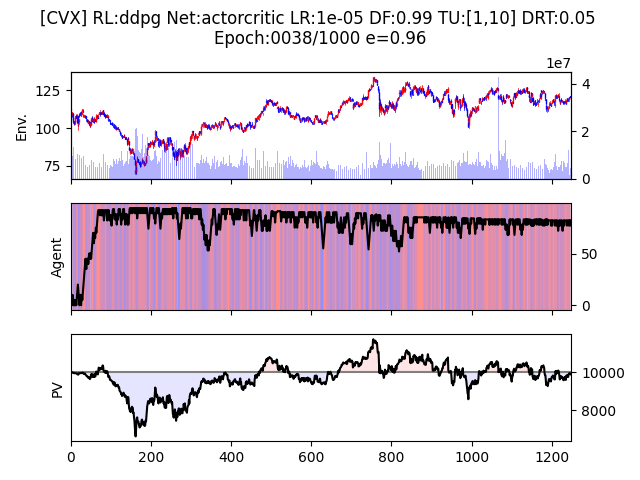 [CVX] RL:ddpg Net:actorcritic LR:1e-05 DF:0.99 TU:[1,10] DRT:0.05
Epoch:0038/1000 e=0.96
1e7
125
100
75
Env.
4
2
0
Agent
50
0
PV
10000
8000
0
200
400
600
800
1000
1200